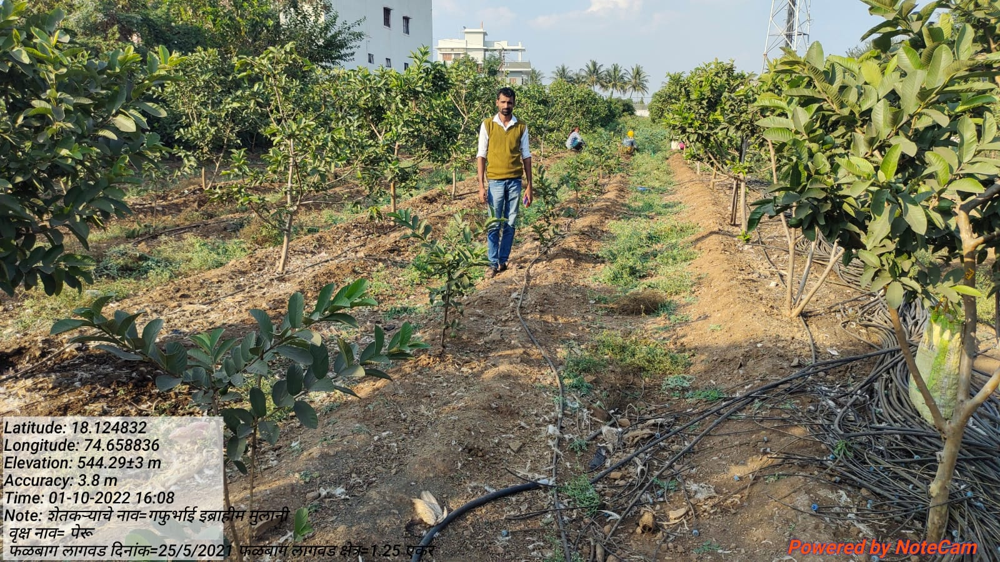 Latitude: 18.124832
Longitude: 74.658836
Elevation: 544.29±3 m
Accuracy: 3.8 m
Time: 01-10-2022 16:08
Note: शेतकऱ्याचे नाव=गफुर्भाई इब्राहीम मुलानी
वृक्ष नाव= पेरू
फळबाग लागवड दिनांक=25/5/2021 फळबाग लागवड क्षेत्र=1.25 एकर
Powered by NoteCam